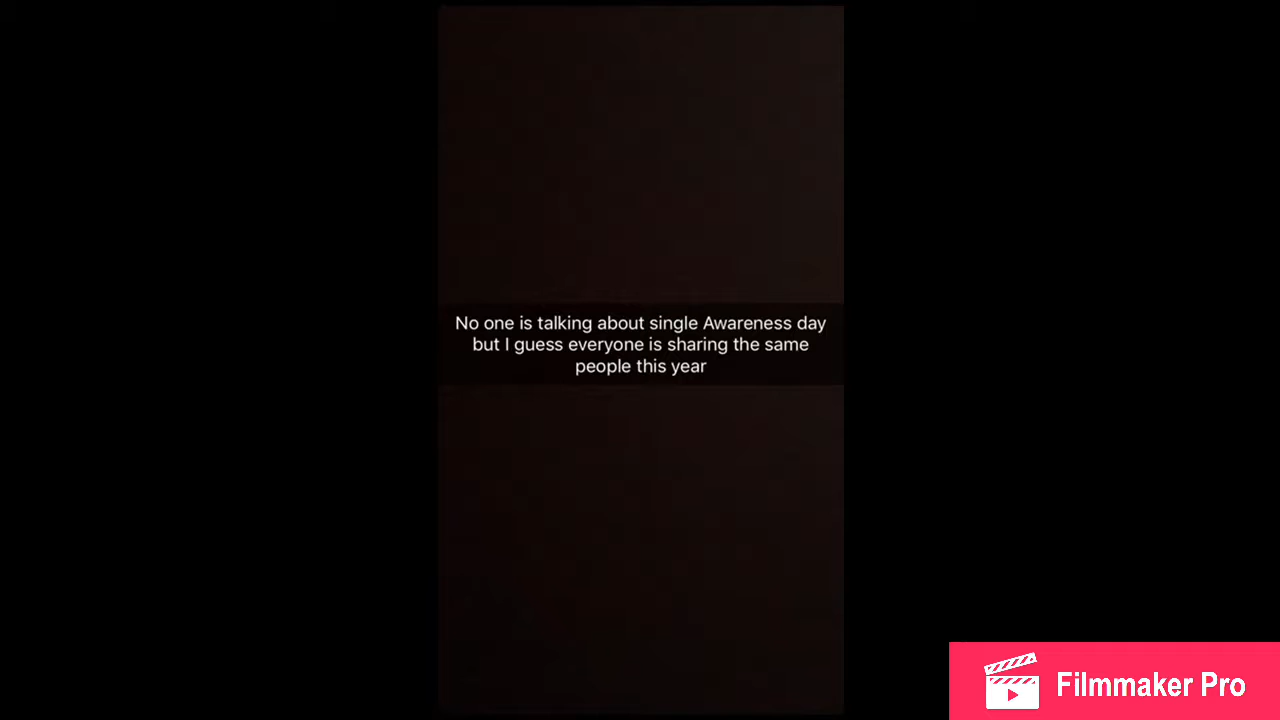 No one is talking about single Awareness day
but I guess everyone is sharing the same
people this year
Filmmaker Pro